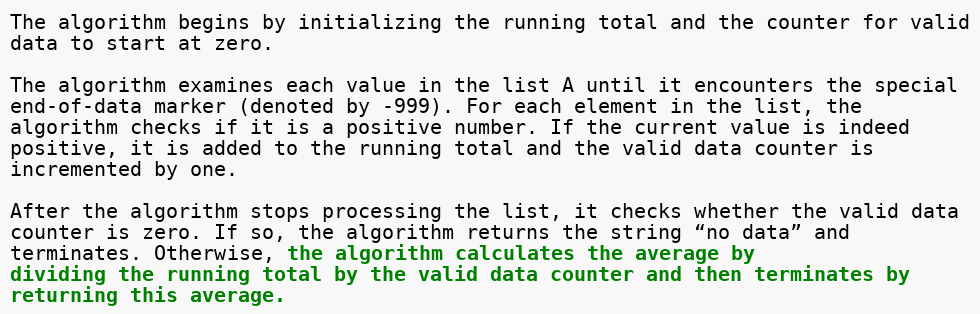 The algorithm begins by initializing the running total and the counter for valid
data to start at zero.
The algorithm examines each value in the list A until it encounters the special
end-of-data marker (denoted by -999). For each element in the list, the
algorithm checks if it is a positive number. If the current value is indeed
positive, it is added to the running total and the valid data counter is
incremented by one.
After the algorithm stops processing the list, it checks whether the valid data
counter is zero. If so, the algorithm returns the string “no data” and
terminates. Otherwise, the algorithm calculates the average by
dividing the running total by the valid data counter and then terminates by
returning this average.